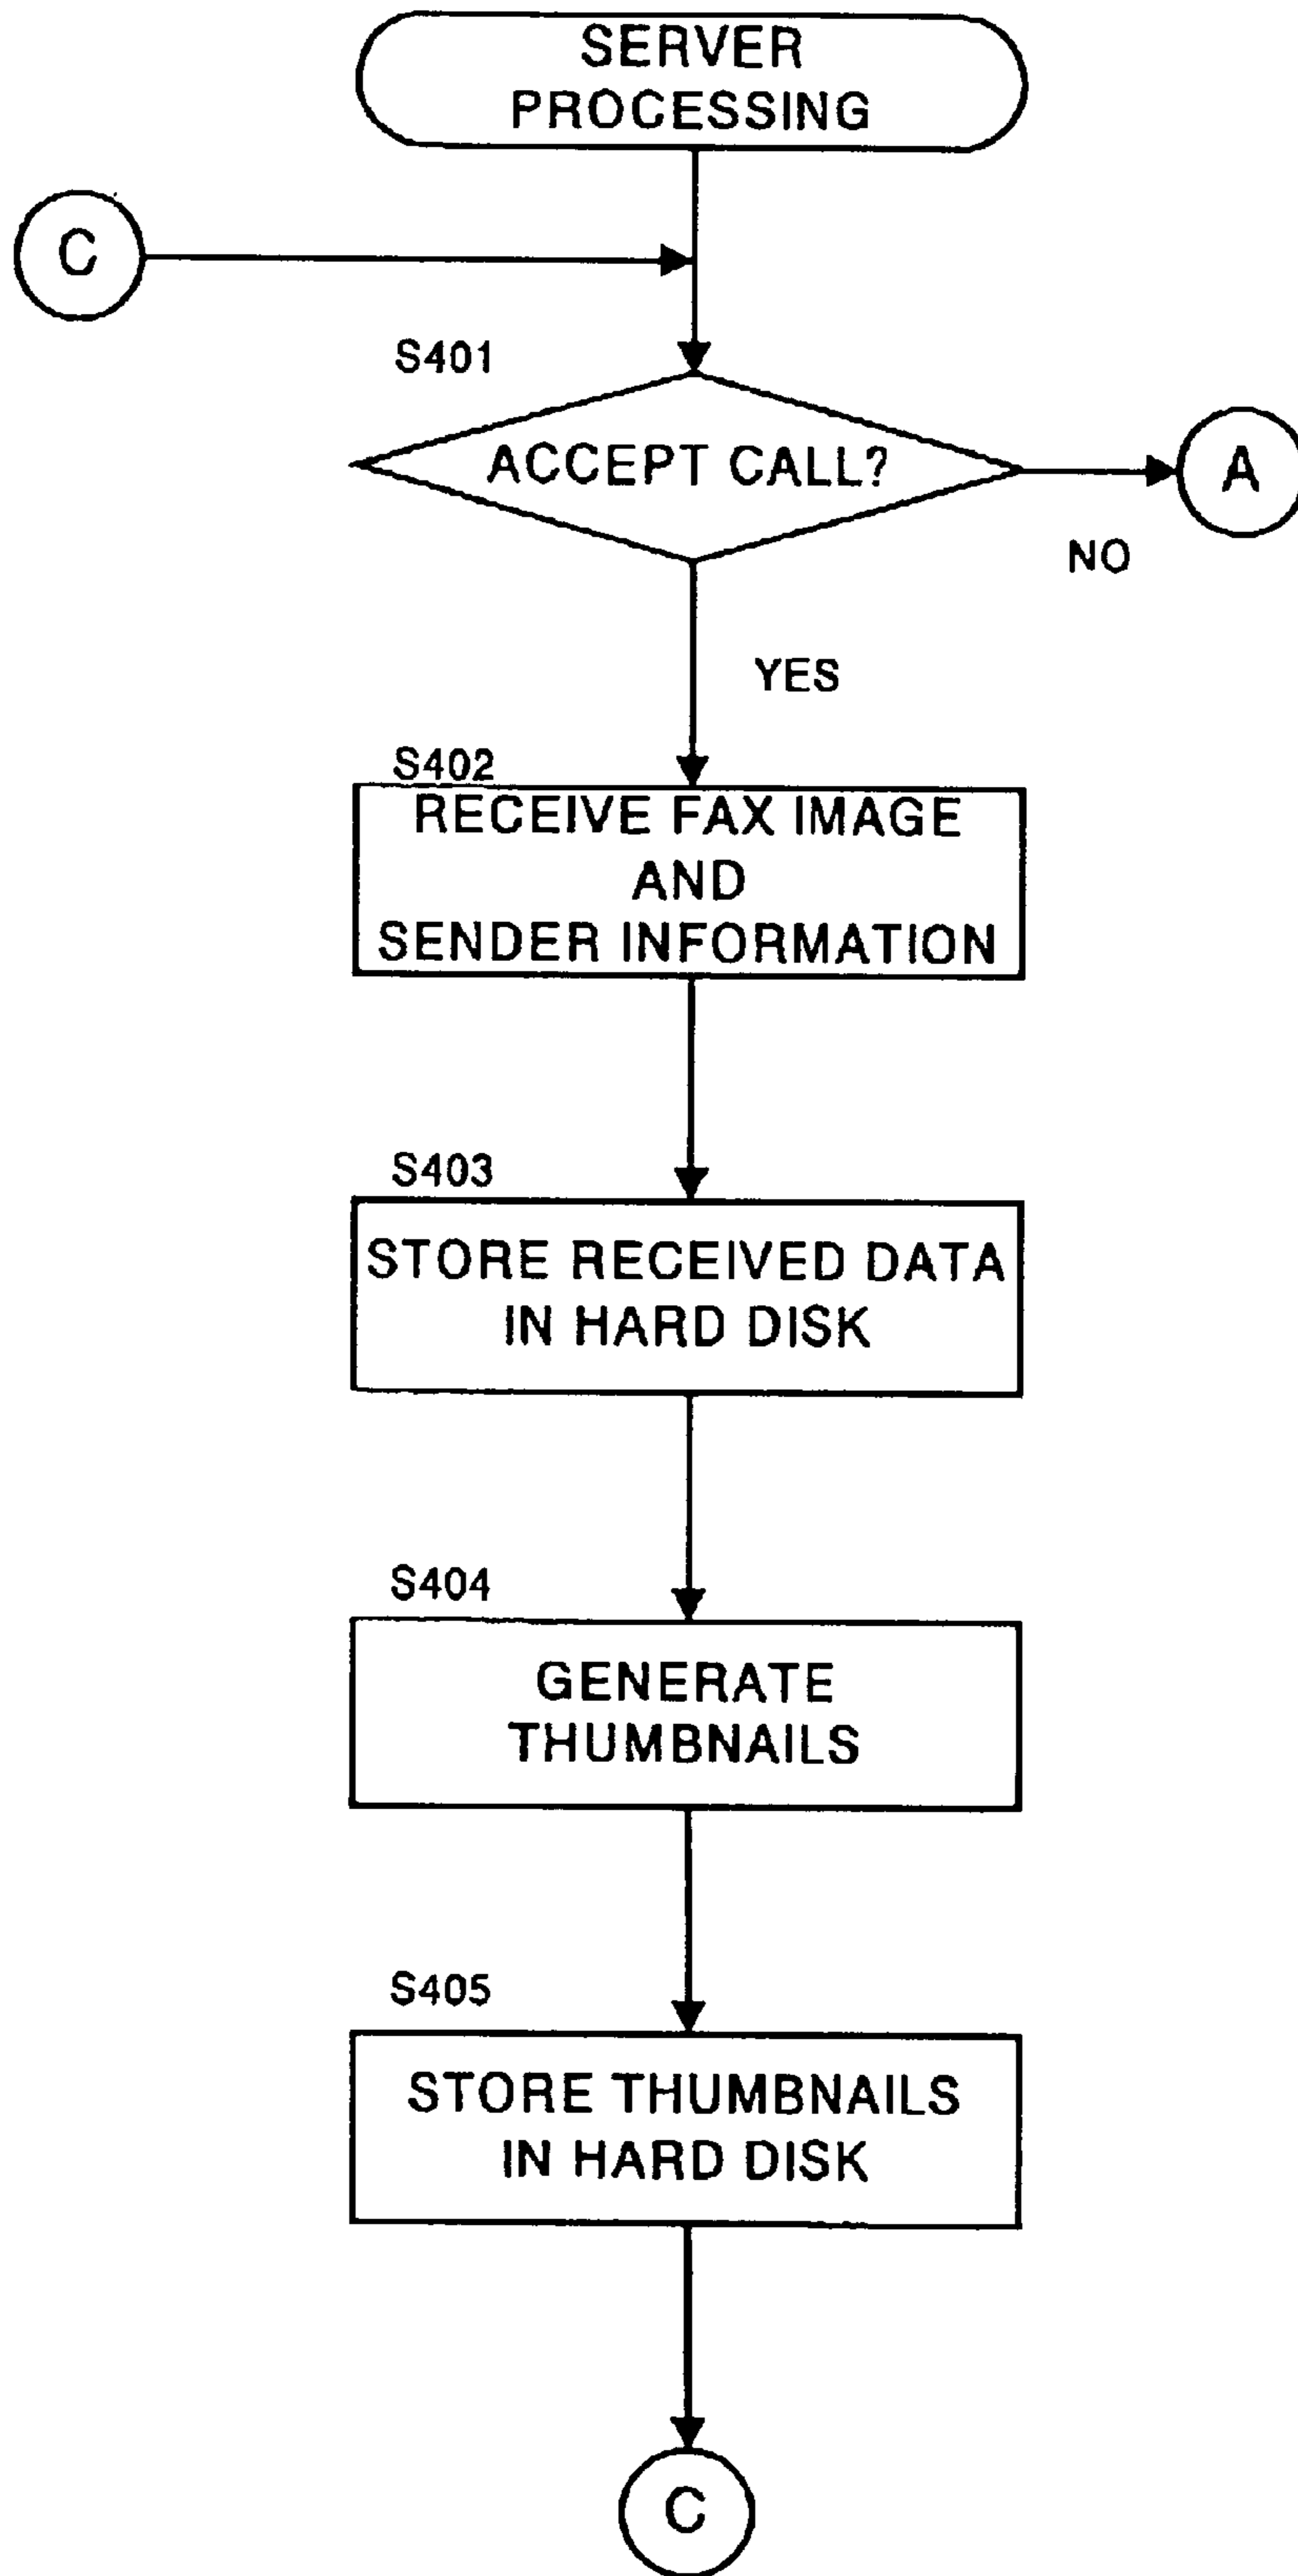 SERVER
PROCESSING
C
S401
ACCEPT CALL?
A
NO
YES
S402
RECEIVE FAX IMAGE
AND
SENDER INFORMATION
S403
STORE RECEIVED DATA
IN HARD DISK
S404
GENERATE
THUMBNAILS
S405
STORE THUMBNAILS
IN HARD DISK
C